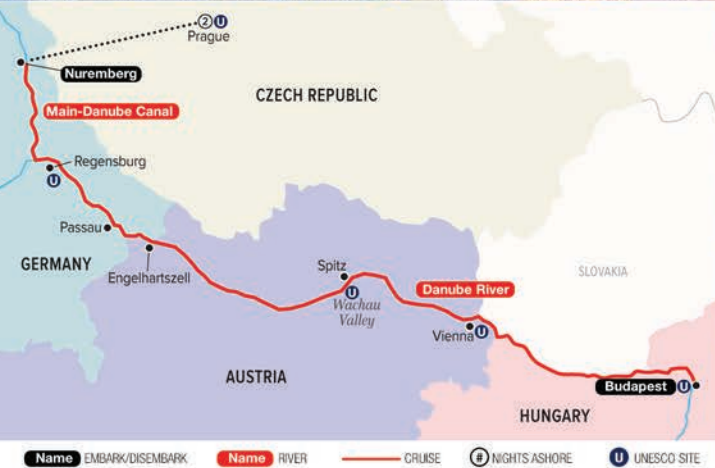 2 U
Prague
Nuremberg
CZECH REPUBLIC
Main-Danube Canal
Regensburg
U
Passau
GERMANY
Engelhartszell
Spitz
U
Wachau
Valley
Danube River
SLOVAKIA
Vienna U
AUSTRIA
Budapest U
HUNGARY
Name EMBARK/DISEMBARK Name RIVER CRUISE # NIGHTS ASHORE U UNESCO SITE